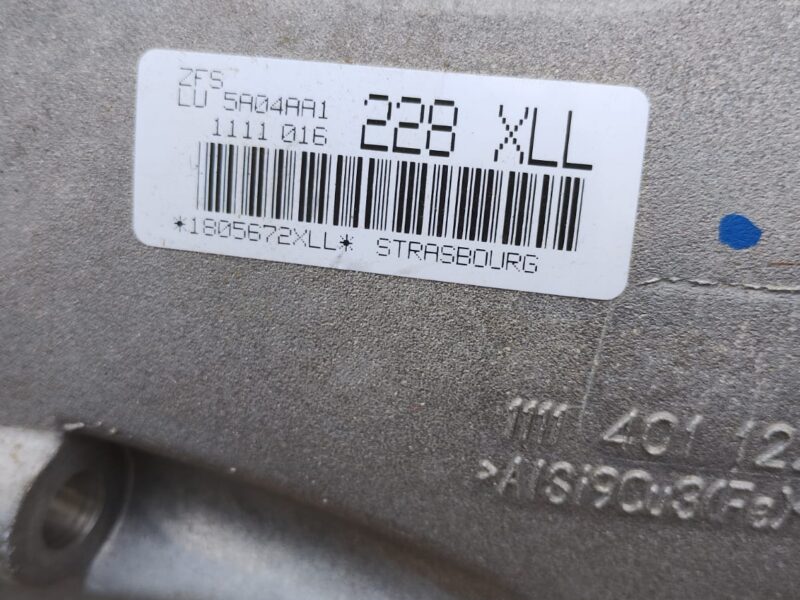 ZFS
LU 5A04AA1
1111 016 228 XLL
*1805672XLL* STRASBOURG
1111 401 12
>AlSi9Cu3(Fe)